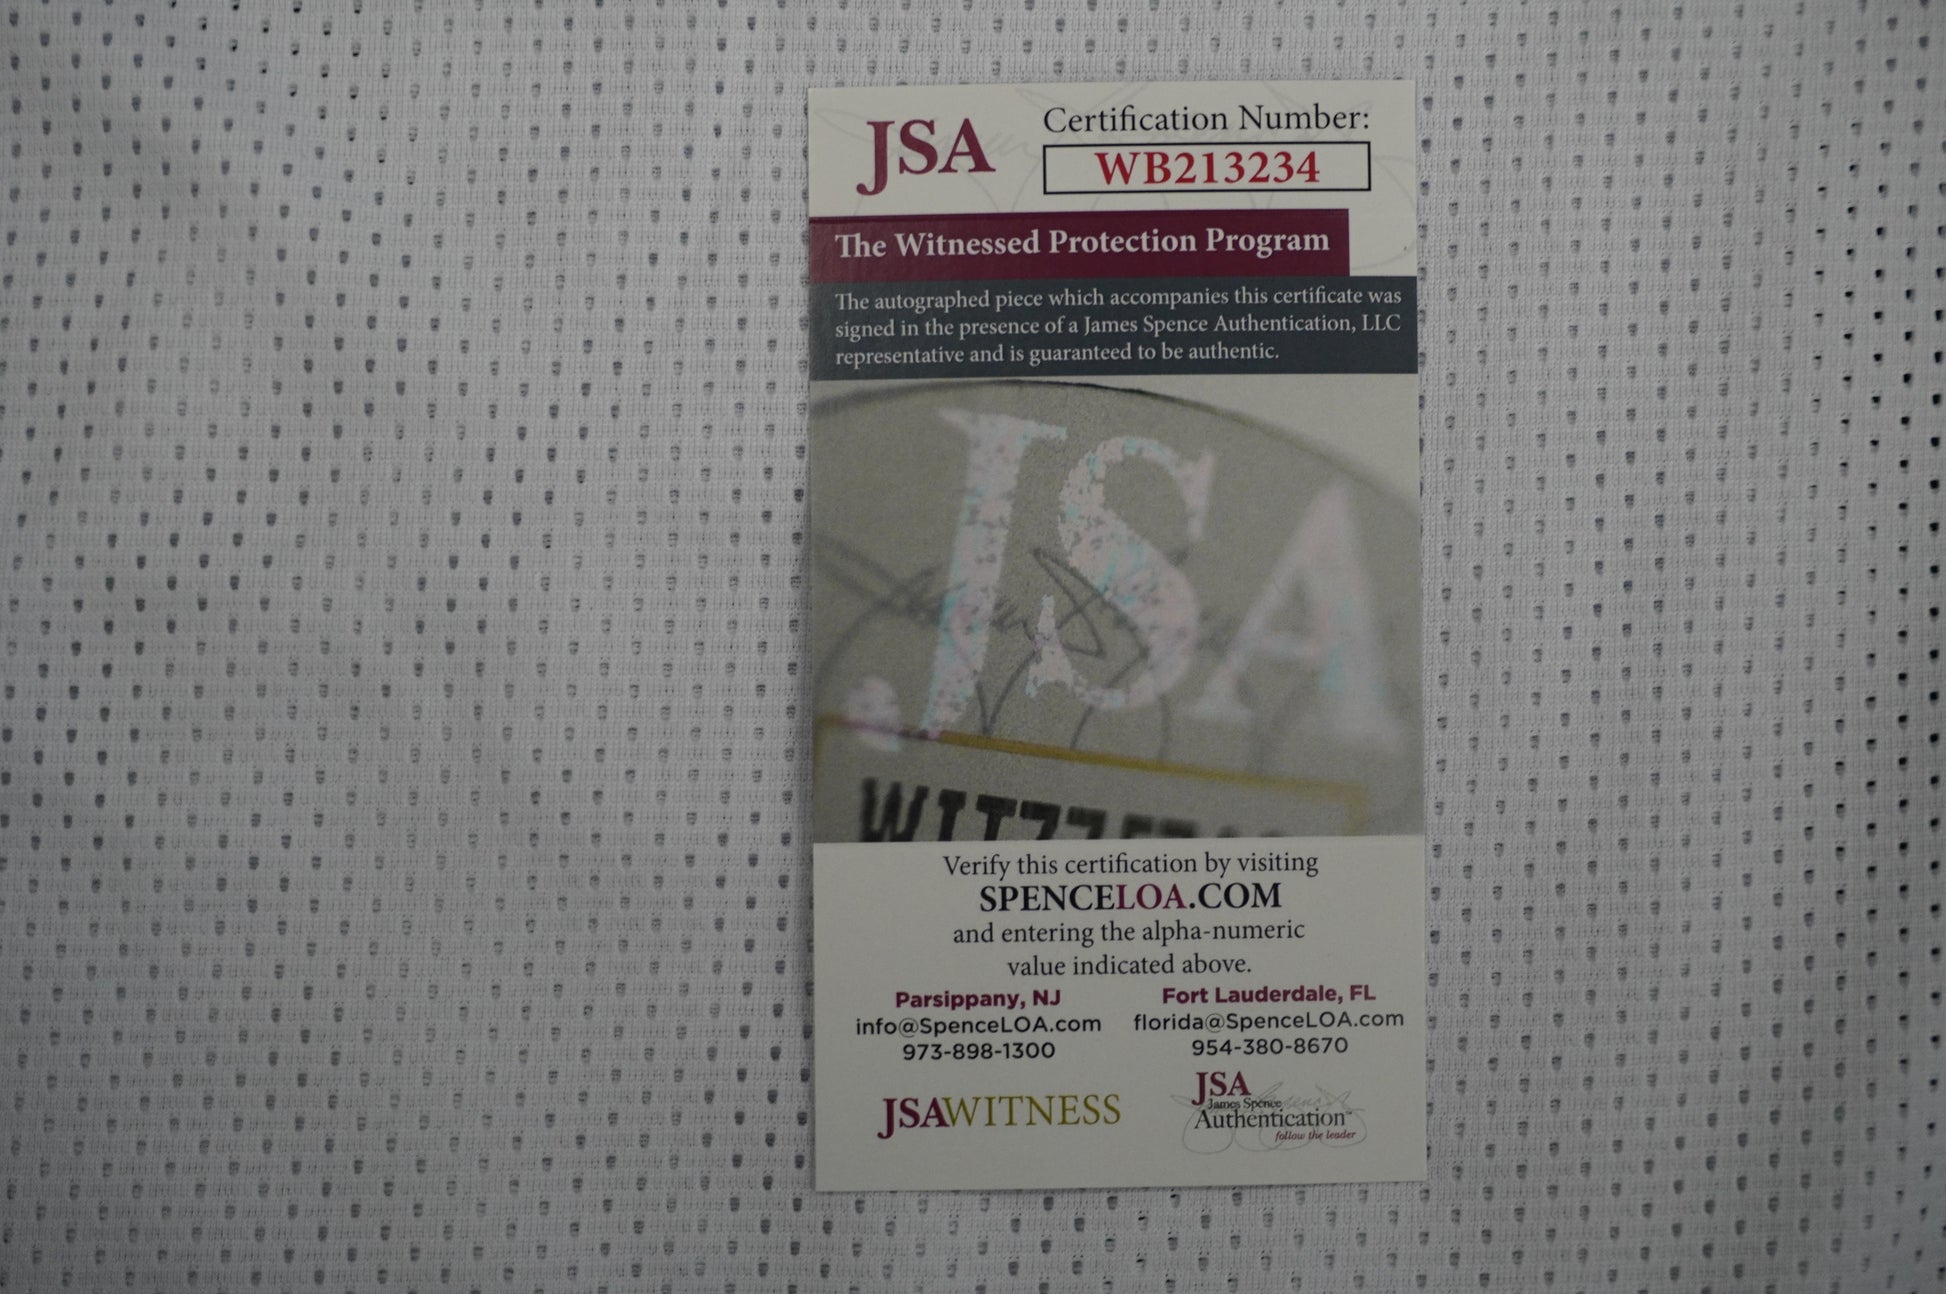 JSA
Certification Number:
WB213234
The Witnessed Protection Program
The autographed piece which accompanies this certificate was
signed in the presence of a James Spence Authentication, LLC
representative and is guaranteed to be authentic.
JSA
Verify this certification by visiting
SPENCELOA.COM
and entering the alpha-numeric
value indicated above.
Parsippany, NJ
info@SpenceLOA.com
973-898-1300
Fort Lauderdale, FL
florida@SpenceLOA.com
954-380-8670
JSAWITNESS
JSA
James Spence
Authentication™
follow the leader